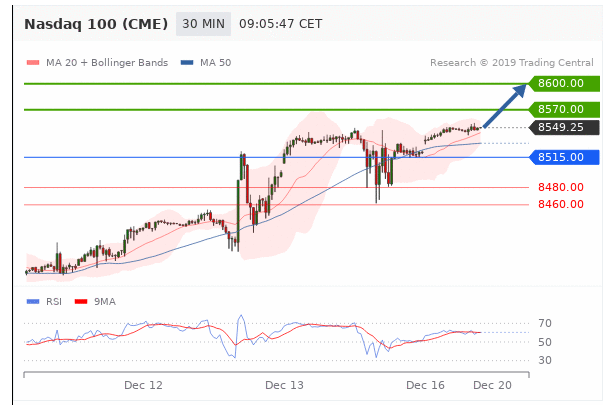 Nasdaq 100 (CME) 30 MIN 09:05:47 CET
MA 20 + Bollinger Bands MA 50 Research © 2019 Trading Central
8600.00
8570.00
8549.25
8515.00
8480.00
8460.00
RSI 9MA
70
50
30
Dec 12 Dec 13 Dec 16 Dec 20